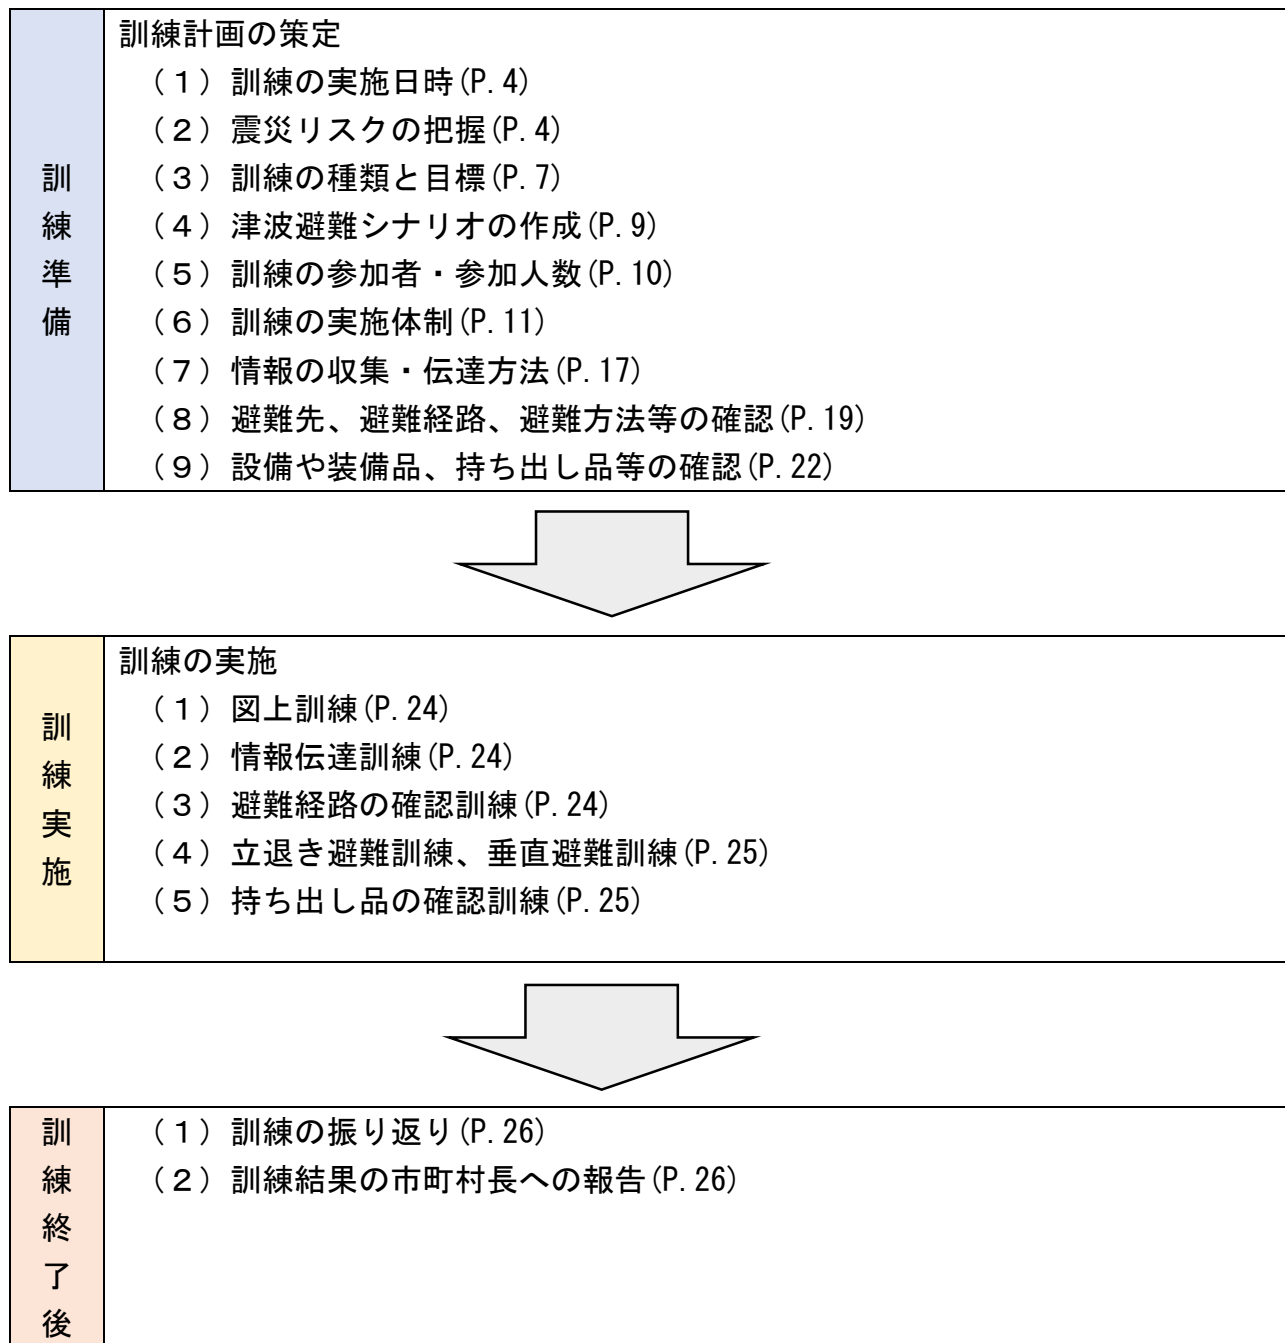 訓練準備
訓練計画の策定
（１）訓練の実施日時(P.4)
（２）震災リスクの把握(P.4)
（３）訓練の種類と目標(P.7)
（４）津波避難シナリオの作成(P.9)
（５）訓練の参加者・参加人数(P.10)
（６）訓練の実施体制(P.11)
（７）情報の収集・伝達方法(P.17)
（８）避難先、避難経路、避難方法等の確認(P.19)
（９）設備や装備品、持ち出し品等の確認(P.22)
訓練実施
訓練の実施
（１）図上訓練(P.24)
（２）情報伝達訓練(P.24)
（３）避難経路の確認訓練(P.24)
（４）立退き避難訓練、垂直避難訓練(P.25)
（５）持ち出し品の確認訓練(P.25)
訓練終了後
（１）訓練の振り返り(P.26)
（２）訓練結果の市町村長への報告(P.26)